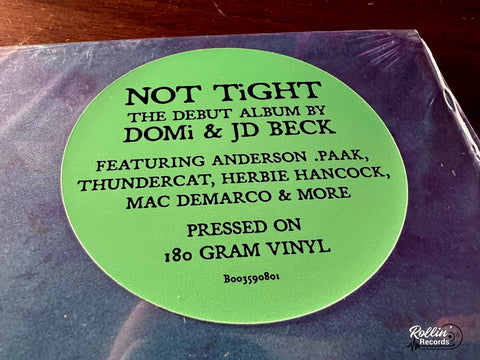 NOT TiGHT
THE DEBUT ALBUM BY
DOMi & JD BECK
FEATURING ANDERSON .PAAK,
THUNDERCAT, HERBIE HANCOCK,
MAC DEMARCO & MORE
PRESSED ON
180 GRAM VINYL
B003590801
Rollin
Records